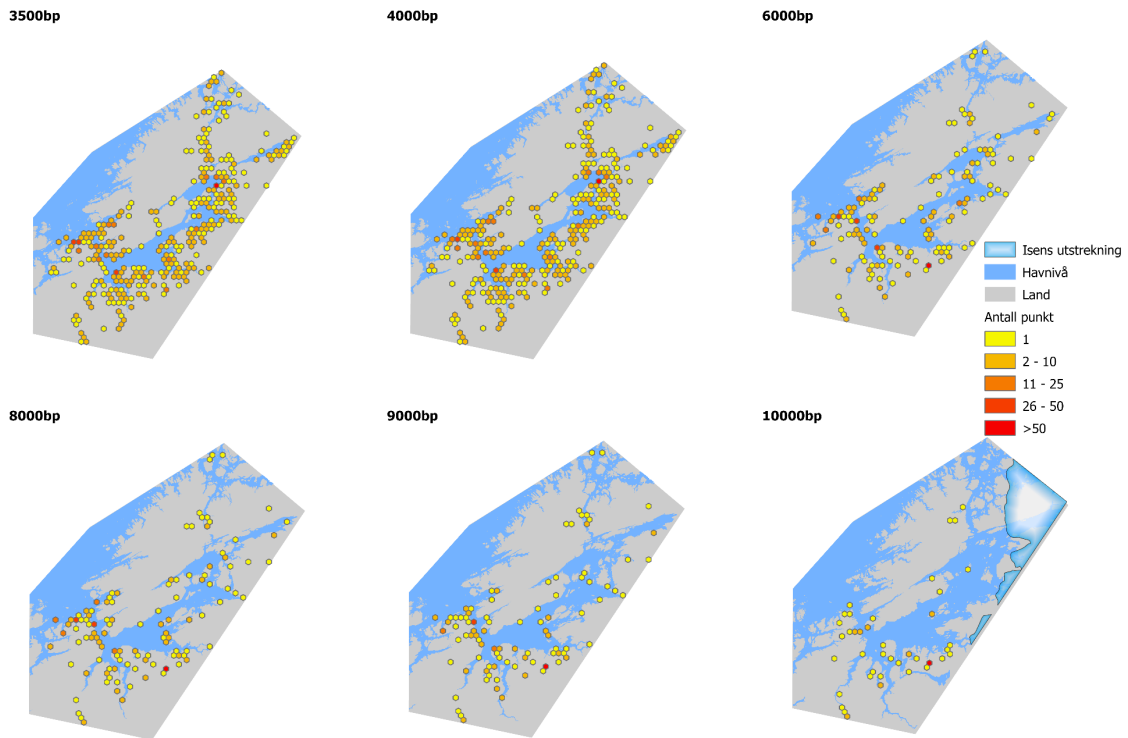 3500bp
4000bp
6000bp
Isens utstrekning
Havnivå
Land
Antall punkt
1
2 - 10
11 - 25
26 - 50
>50
8000bp
9000bp
10000bp